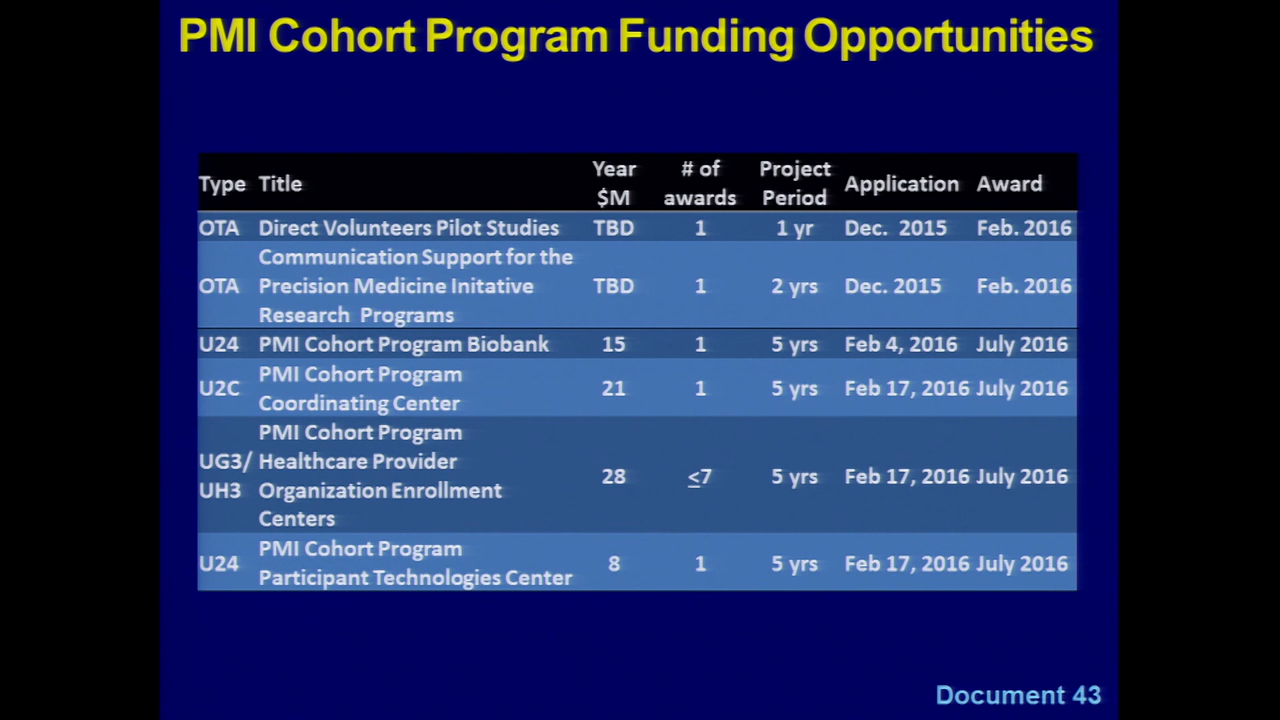 PMI Cohort Program Funding Opportunities
Type Title Year $M # of awards Project Period Application Award
OTA Direct Volunteers Pilot Studies TBD 1 1 yr Dec. 2015 Feb. 2016
OTA Communication Support for the Precision Medicine Initative Research Programs TBD 1 2 yrs Dec. 2015 Feb. 2016
U24 PMI Cohort Program Biobank 15 1 5 yrs Feb 4, 2016 July 2016
U2C PMI Cohort Program Coordinating Center 21 1 5 yrs Feb 17, 2016 July 2016
UG3/ UH3 PMI Cohort Program Healthcare Provider Organization Enrollment Centers 28 ≤7 5 yrs Feb 17, 2016 July 2016
U24 PMI Cohort Program Participant Technologies Center 8 1 5 yrs Feb 17, 2016 July 2016
Document 43